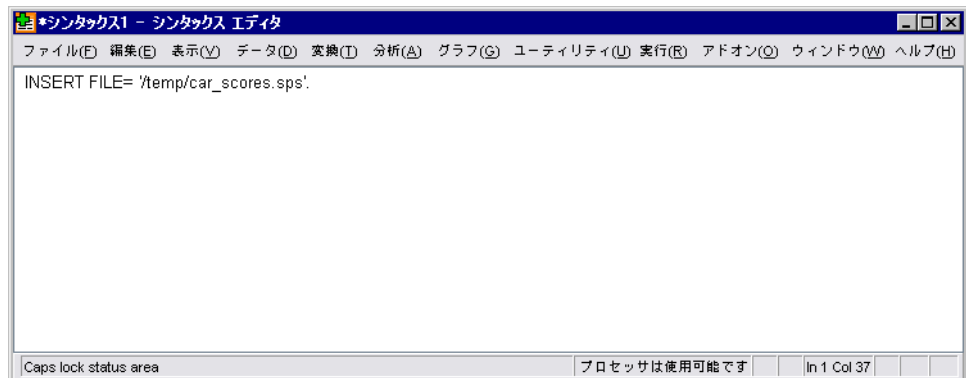 *シンタックス1 - シンタックス エディタ
ファイル(F) 編集(E) 表示(V) データ(D) 変換(T) 分析(A) グラフ(G) ユーティリティ(U) 実行(R) アドオン(O) ウィンドウ(W) ヘルプ(H)
INSERT FILE= '/temp/car_scores.sps'.
Caps lock status area プロセッサは使用可能です In 1 Col 37